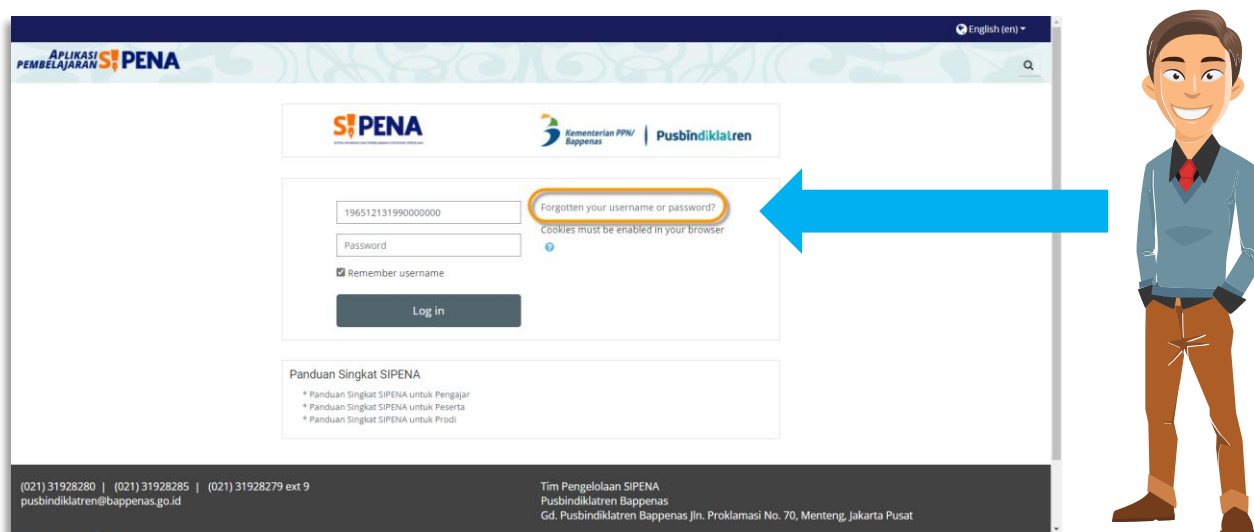 English (en)
APLIKASI
PEMBELAJARAN S!PENA
S!PENA
Kementerian PPN/
Bappenas
Pusbindiklatren
196512131990000000
Forgotten your username or password?
Cookies must be enabled in your browser
Password
Remember username
Log in
Panduan Singkat SIPENA
* Panduan Singkat SIPENA untuk Pengajar
* Panduan Singkat SIPENA untuk Peserta
* Panduan Singkat SIPENA untuk Prodi
(021) 31928280 | (021) 31928285 | (021) 31928279 ext 9
pusbindiklatren@bappenas.go.id
Tim Pengelolaan SIPENA
Pusbindiklatren Bappenas
Gd. Pusbindiklatren Bappenas Jln. Proklamasi No. 70, Menteng, Jakarta Pusat